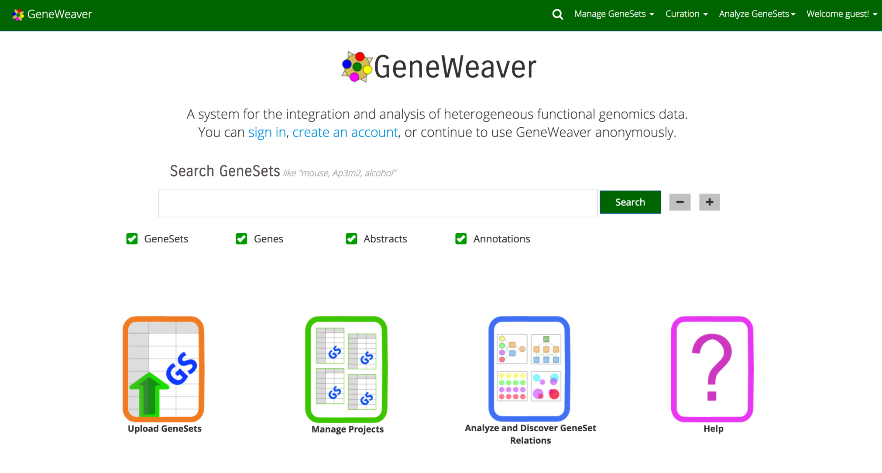 GeneWeaver
Manage GeneSets
Curation
Analyze GeneSets
Welcome guest!
GeneWeaver
A system for the integration and analysis of heterogeneous functional genomics data.
You can sign in, create an account, or continue to use GeneWeaver anonymously.
Search GeneSets like "mouse, Ap3m2, alcohol"
Search
GeneSets
Genes
Abstracts
Annotations
GS
GS
GS
GS
GS
?
Upload GeneSets
Manage Projects
Analyze and Discover GeneSet
Relations
Help